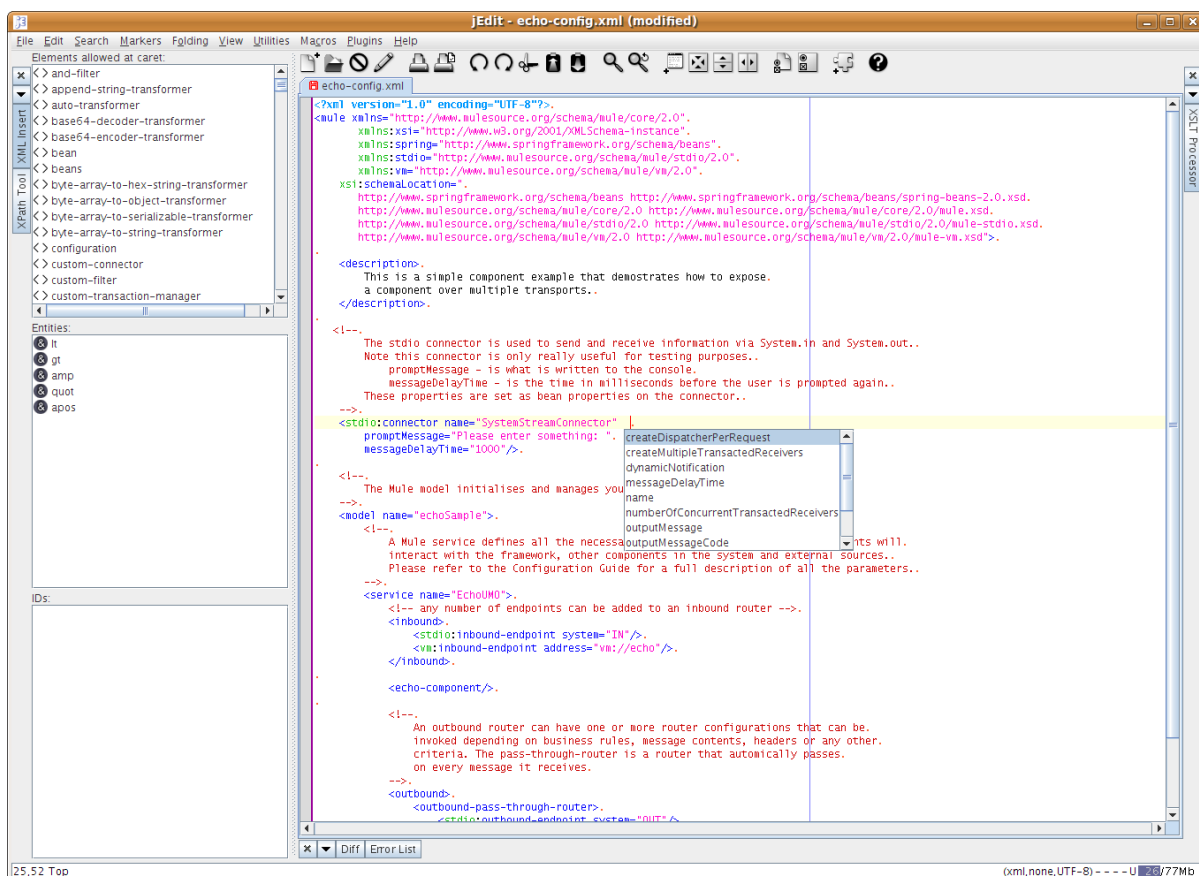 jEdit - echo-config.xml (modified)
File Edit Search Markers Folding View Utilities Macros Plugins Help
Elements allowed at caret:
< > and-filter
< > append-string-transformer
< > auto-transformer
< > base64-decoder-transformer
< > base64-encoder-transformer
< > bean
< > beans
< > byte-array-to-hex-string-transformer
< > byte-array-to-object-transformer
< > byte-array-to-serializable-transformer
< > byte-array-to-string-transformer
< > configuration
< > custom-connector
< > custom-filter
< > custom-transaction-manager
XML Insert
XPath Tool
Entities:
& lt
& gt
& amp
& quot
& apos
IDs:
echo-config.xml
<?xml version="1.0" encoding="UTF-8"?>.
<mule xmlns="http://www.mulesource.org/schema/mule/core/2.0".
xmlns:xsi="http://www.w3.org/2001/XMLSchema-instance".
xmlns:spring="http://www.springframework.org/schema/beans".
xmlns:stdio="http://www.mulesource.org/schema/mule/stdio/2.0".
xmlns:vm="http://www.mulesource.org/schema/mule/vm/2.0".
xsi:schemaLocation=".
http://www.springframework.org/schema/beans http://www.springframework.org/schema/beans/spring-beans-2.0.xsd.
http://www.mulesource.org/schema/mule/core/2.0 http://www.mulesource.org/schema/mule/core/2.0/mule.xsd.
http://www.mulesource.org/schema/mule/stdio/2.0 http://www.mulesource.org/schema/mule/stdio/2.0/mule-stdio.xsd.
http://www.mulesource.org/schema/mule/vm/2.0 http://www.mulesource.org/schema/mule/vm/2.0/mule-vm.xsd">.
.
<description>.
This is a simple component example that demostrates how to expose.
a component over multiple transports..
</description>.
.
<!--.
The stdio connector is used to send and receive information via System.in and System.out..
Note this connector is only really useful for testing purposes..
promptMessage - is what is written to the console.
messageDelayTime - is the time in milliseconds before the user is prompted again..
These properties are set as bean properties on the connector..
-->.
<stdio:connector name="SystemStreamConnector" .
promptMessage="Please enter something: ".
messageDelayTime="1000"/>.
.
<!--.
The Mule model initialises and manages you
-->.
<model name="echoSample">.
<!--.
A Mule service defines all the necessa nts will.
interact with the framework, other components in the system and external sources..
Please refer to the Configuration Guide for a full description of all the parameters..
-->.
<service name="EchoUMO">.
<!-- any number of endpoints can be added to an inbound router -->.
<inbound>.
<stdio:inbound-endpoint system="IN"/>.
<vm:inbound-endpoint address="vm://echo"/>.
</inbound>.
.
<echo-component/>.
.
<!--.
An outbound router can have one or more router configurations that can be.
invoked depending on business rules, message contents, headers or any other.
criteria. The pass-through-router is a router that automically passes.
on every message it receives.
-->.
<outbound>.
<outbound-pass-through-router>.
<stdio:outbound-endpoint system="OUT"/>
createDispatcherPerRequest
createMultipleTransactedReceivers
dynamicNotification
messageDelayTime
name
numberOfConcurrentTransactedReceivers
outputMessage
outputMessageCode
XSLT Processor
Diff Error List
25,52 Top
(xml,none,UTF-8) - - - - U 26/77Mb